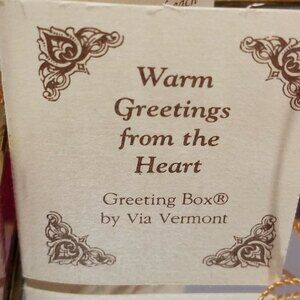 Warm
Greetings
from the
Heart
Greeting Box®
by Via Vermont